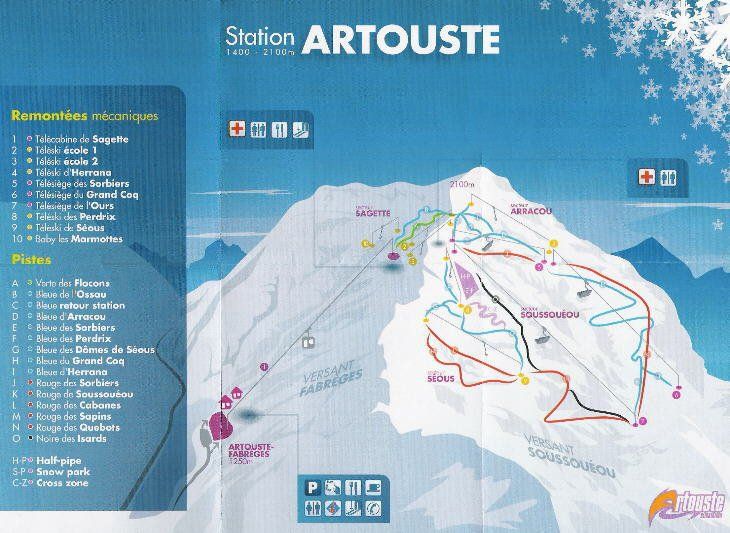 Station ARTOUSTE
1400 - 2100m
Remontées mécaniques
1 Télécabine de Sagette
2 Téléski école 1
3 Téléski école 2
4 Téléski d'Herrana
5 Télésiège des Sorbiers
6 Télésiège du Grand Coq
7 Télésiège de l'Ours
8 Téléski des Perdrix
9 Téléski de Séous
10 Baby les Marmottes
Pistes
A Verte des Flocons
B Bleue de l'Ossau
C Bleue retour station
D Bleue d'Arracou
E Bleue des Sorbiers
F Bleue des Perdrix
G Bleue des Dômes de Séous
H Bleue du Grand Coq
I Bleue d'Herrana
J Rouge des Sorbiers
K Rouge de Soussouéou
L Rouge des Cabanes
M Rouge des Sapins
N Rouge des Quebots
O Noire des Isards
H-P Half-pipe
S-P Snow park
C-Z Cross zone
2100m
secteur
SAGETTE
secteur
ARRACOU
H-P
secteur
SOUSSOUÉOU
secteur
SÉOUS
VERSANT
FABRÈGES
VERSANT
SOUSSOUÉOU
ARTOUSTE-
FABRÈGES
1250m
P
Artouste